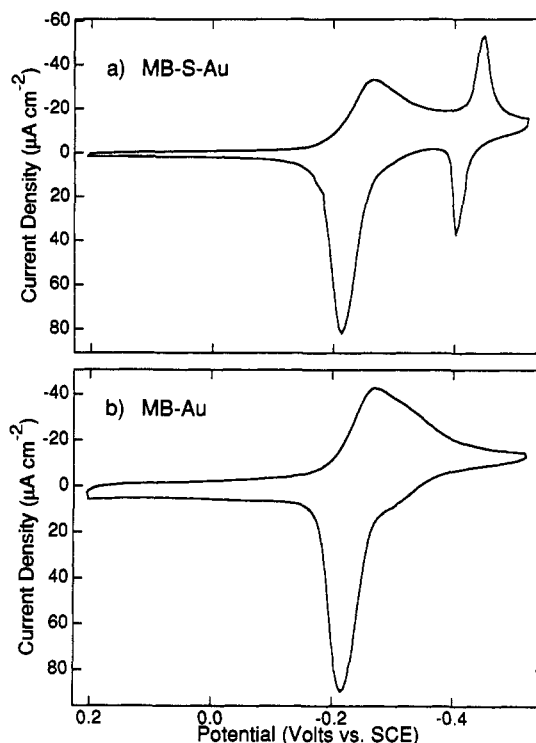 -60
-40
-20
0
20
40
60
80
Current Density (µA cm-2)
a) MB-S-Au
0.2 0.0 -0.2 -0.4
-40
-20
0
20
40
60
80
Current Density (µA cm-2)
b) MB-Au
Potential (Volts vs. SCE)